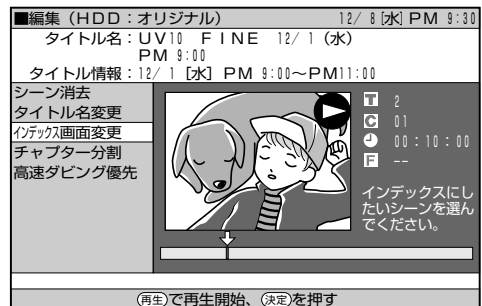 ■編集（HDD：オリジナル） 12/ 8 [水] PM 9:30
タイトル名：UV10 FINE 12/ 1（水）
PM 9:00
タイトル情報：12/ 1 [水] PM 9:00～PM11:00
シーン消去
タイトル名変更
インデックス画面変更
チャプター分割
高速ダビング優先
T 2
C 01
00：10：00
F --
インデックスにし
たいシーンを選ん
でください。
再生で再生開始、決定を押す